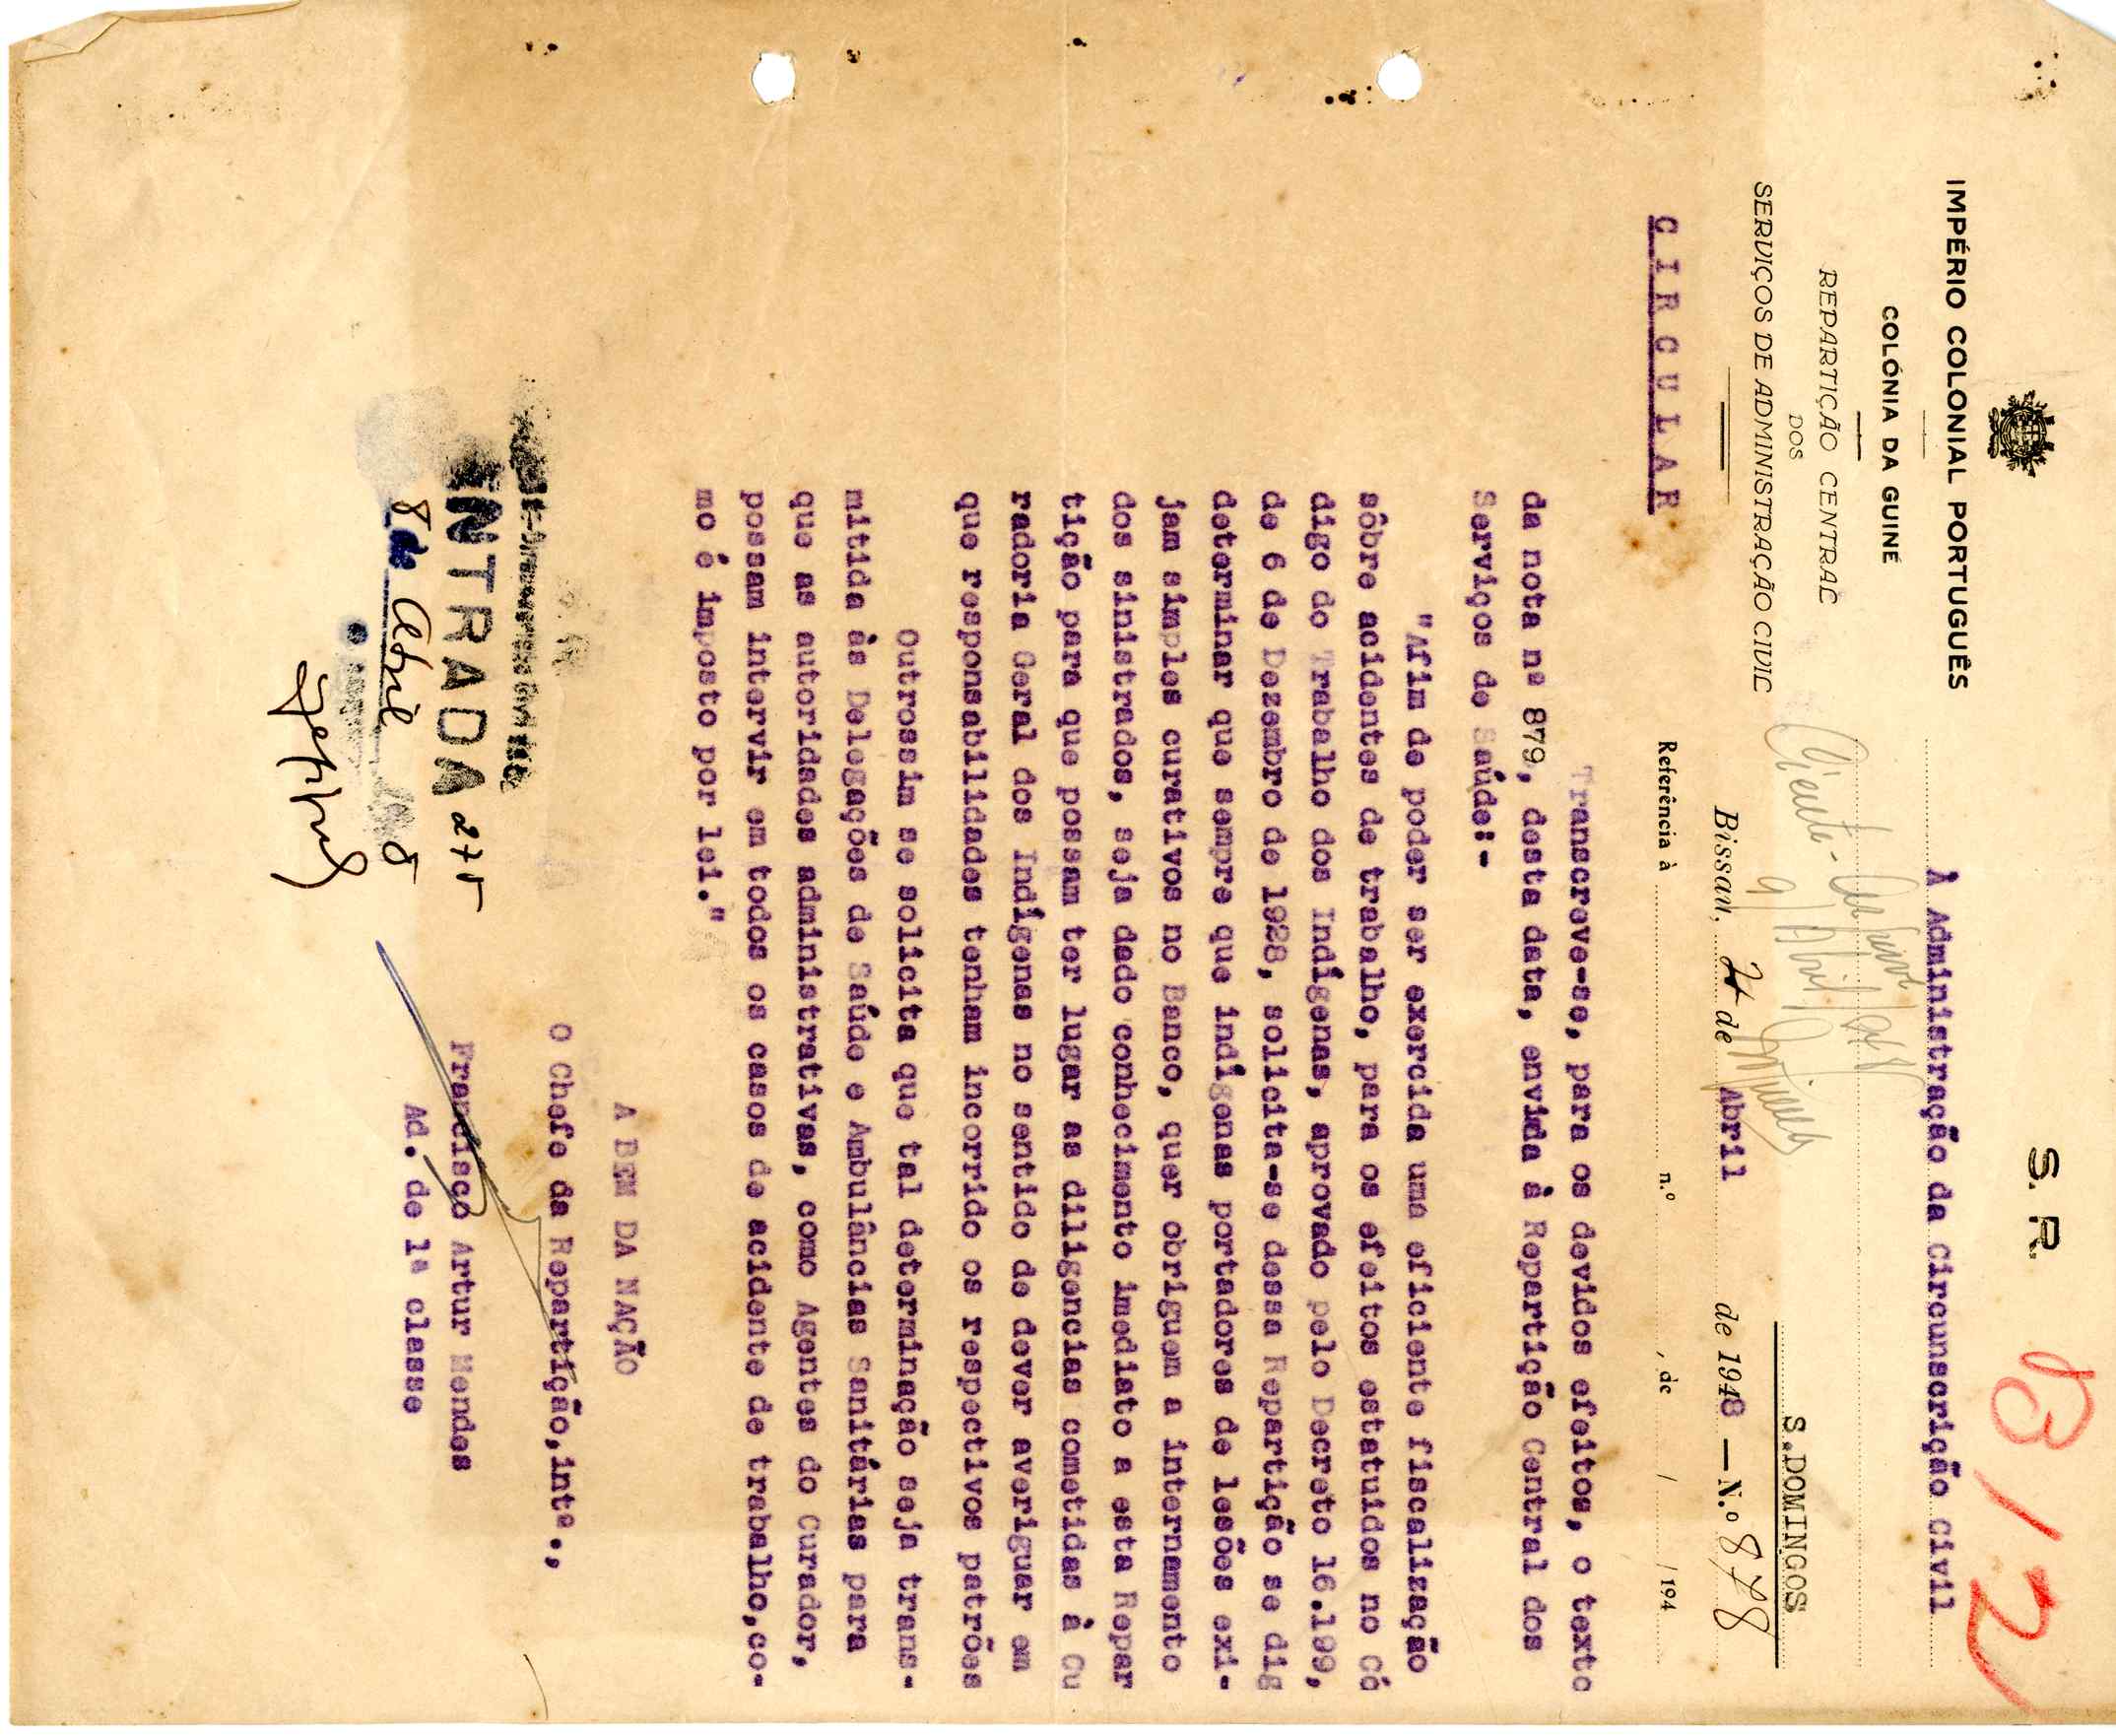 S. R.
B/2
IMPÉRIO COLONIAL PORTUGUÊS
COLÓNIA DA GUINÉ
REPARTIÇÃO CENTRAL
DOS
SERVIÇOS DE ADMINISTRAÇÃO CIVIL
À Administração da Circunscrição Civil
S.DOMINGOS
9/Abril/948
Bissau, de Abril de 1948 — N.º 878
Referência à n.º , de / /194
CIRCULAR
Transcreve-se, para os devidos efeitos, o texto
da nota nº 879, desta data, enviada à Repartição Central dos
Serviços de Saúde:-
"Afim de poder ser exercida uma eficiente fiscalização
sôbre acidentes de trabalho, para os efeitos estatuidos no Có
digo do Trabalho dos Indígenas, aprovado pelo Decreto 16.199,
de 6 de Dezembro de 1928, solicita-se dessa Repartição se dig
determinar que sempre que indígenas portadores de lesões exi-
jam simples curativos no Banco, quer obriguem a internamento
dos sinistrados, seja dado conhecimento imediato a esta Repar
tição para que possam ter lugar as diligencias cometidas à Cu
radoria Geral dos Indígenas no sentido de dever averiguar em
que responsabilidades tenham incorrido os respectivos patrões
Outrossim se solicita que tal determinação seja trans-
mitida às Delegações de Saúde e Ambulâncias Sanitárias para
que as autoridades administrativas, como Agentes do Curador,
possam intervir em todos os casos de acidente de trabalho,co-
mo é imposto por lei."
A BEM DA NAÇÃO
O Chefe da Repartição,intº.,
Francisco Artur Mendes
Ad. de 1ª classe
ENTRADA 275
8 de Abril